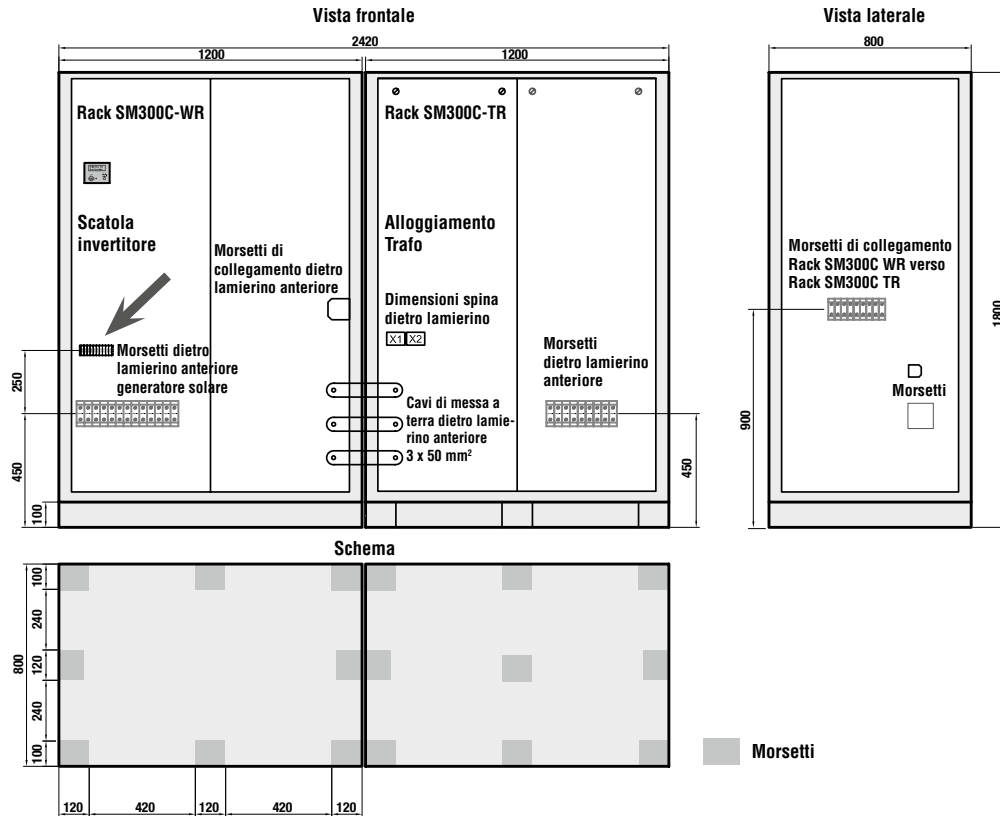 Vista frontale
Vista laterale
2420
1200
1200
800
Rack SM300C-WR
Rack SM300C-TR
Scatola
invertitore
Morsetti di
collegamento dietro
lamierino anteriore
Alloggiamento
Trafo
Dimensioni spina
dietro lamierino
X1 X2
Morsetti dietro
lamierino anteriore
generatore solare
Morsetti
dietro lamierino
anteriore
Cavi di messa a
terra dietro lamie-
rino anteriore
3 x 50 mm²
250
450
100
450
Morsetti di collegamento
Rack SM300C WR verso
Rack SM300C TR
Morsetti
900
1800
Schema
800
100
240
120
240
100
120
420
120
420
120
Morsetti